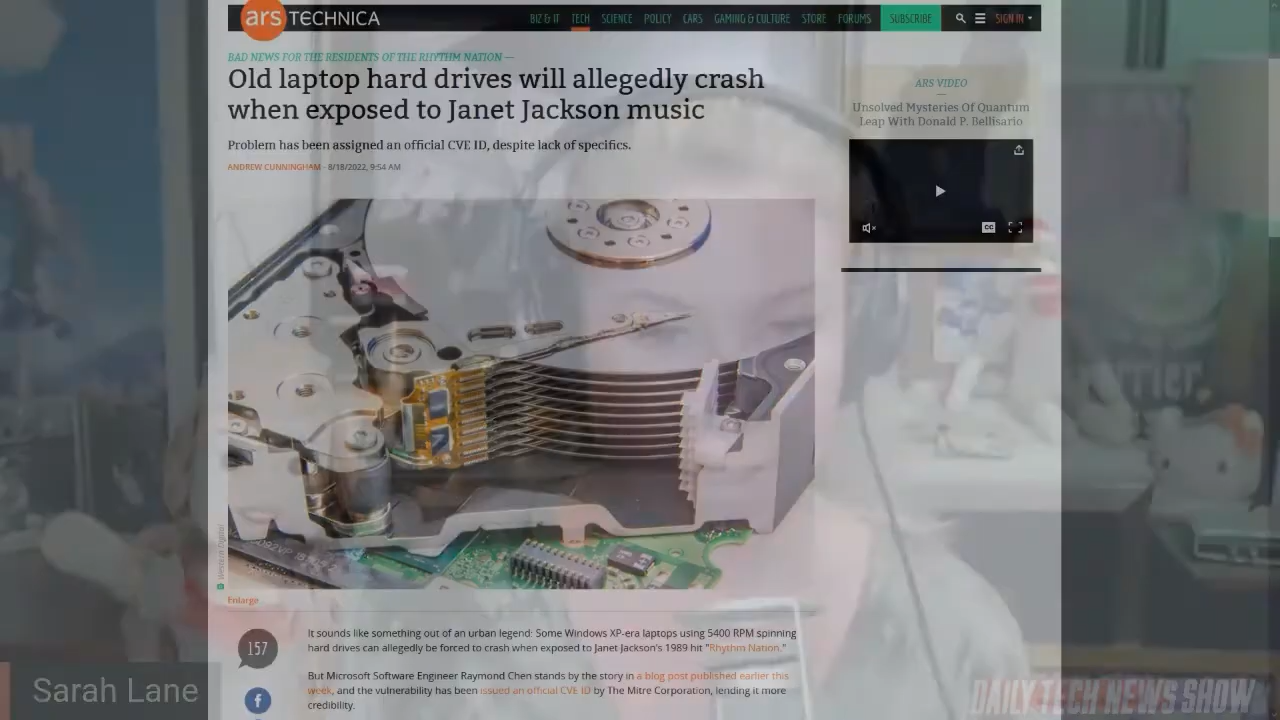 ars TECHNICA
BIZ & IT TECH SCIENCE POLICY CARS GAMING & CULTURE STORE FORUMS SUBSCRIBE SIGN IN
BAD NEWS FOR THE RESIDENTS OF THE RHYTHM NATION —
Old laptop hard drives will allegedly crash
when exposed to Janet Jackson music
Problem has been assigned an official CVE ID, despite lack of specifics.
ANDREW CUNNINGHAM - 8/18/2022, 9:54 AM
ARS VIDEO
Unsolved Mysteries Of Quantum
Leap With Donald P. Bellisario
CC
Western Digital
Enlarge
157
It sounds like something out of an urban legend: Some Windows XP-era laptops using 5400 RPM spinning
hard drives can allegedly be forced to crash when exposed to Janet Jackson's 1989 hit "Rhythm Nation."
But Microsoft Software Engineer Raymond Chen stands by the story in a blog post published earlier this
week, and the vulnerability has been issued an official CVE ID by The Mitre Corporation, lending it more
credibility.
f
Sarah Lane
DAILY TECH NEWS SHOW